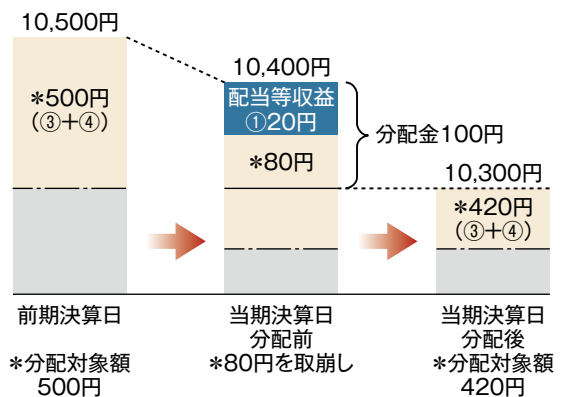 10,500円
*500円
(③+④)
10,400円
配当等収益
①20円
*80円
分配金100円
10,300円
*420円
(③+④)
前期決算日
*分配対象額
500円
当期決算日
分配前
*80円を取崩し
当期決算日
分配後
*分配対象額
420円